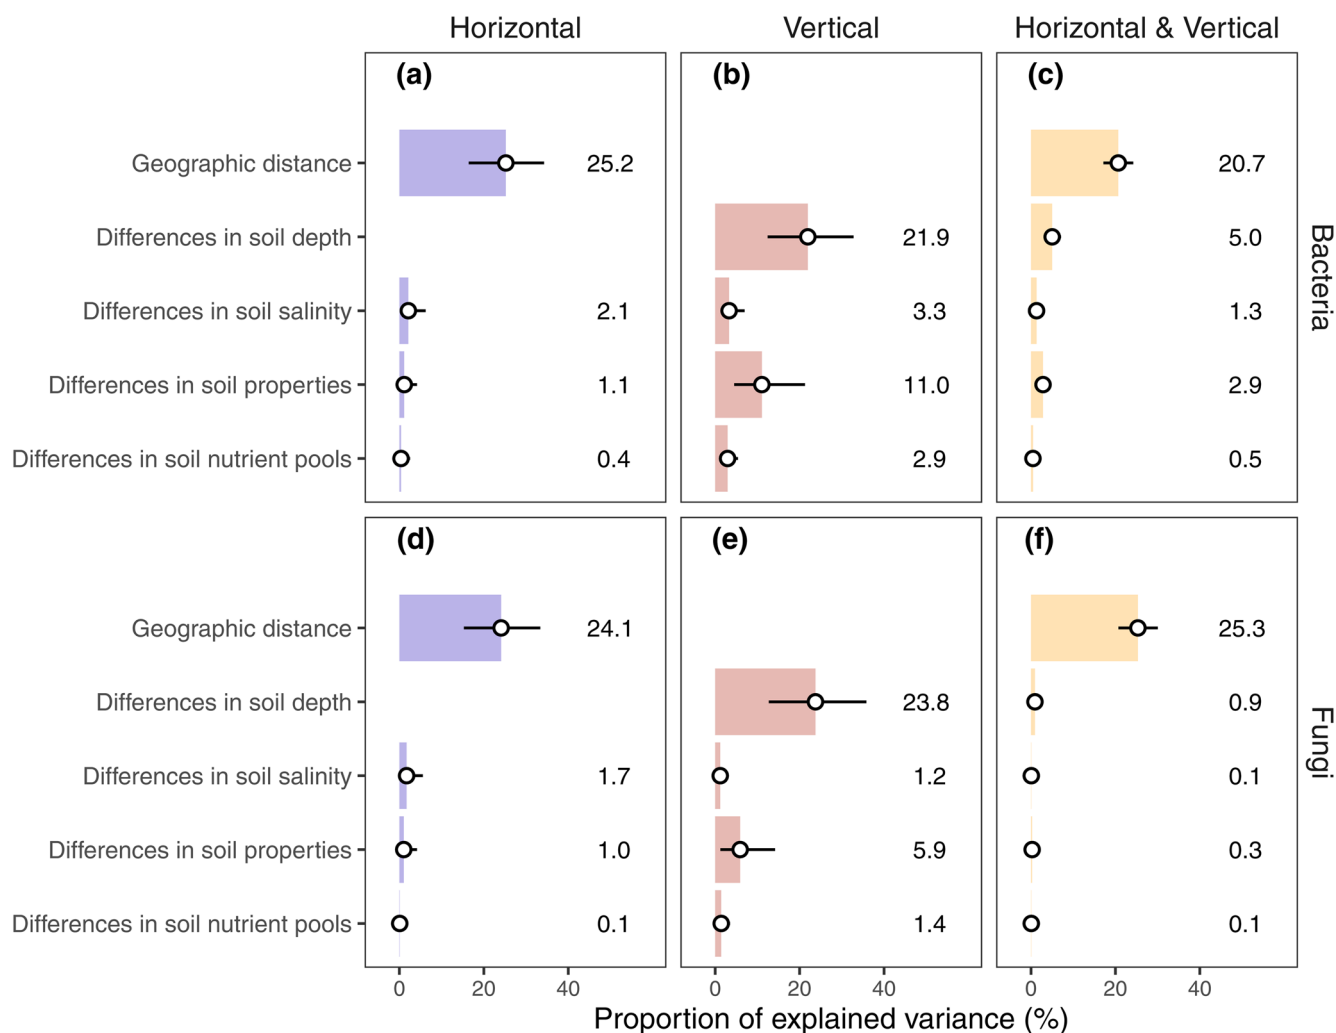 Horizontal
Vertical
Horizontal & Vertical
(a)
(b)
(c)
Geographic distance 25.2 20.7
Differences in soil depth 21.9 5.0
Differences in soil salinity 2.1 3.3 1.3
Differences in soil properties 1.1 11.0 2.9
Differences in soil nutrient pools 0.4 2.9 0.5
Bacteria
(d)
(e)
(f)
Geographic distance 24.1 25.3
Differences in soil depth 23.8 0.9
Differences in soil salinity 1.7 1.2 0.1
Differences in soil properties 1.0 5.9 0.3
Differences in soil nutrient pools 0.1 1.4 0.1
Fungi
0 20 40 0 20 40 0 20 40
Proportion of explained variance (%)